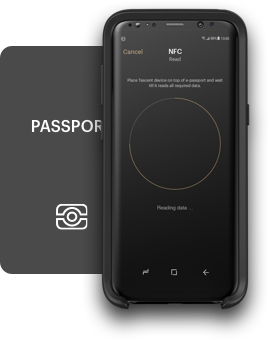 Cancel
NFC
Read
Place Tascent device on top of e-passport and wait
till it reads all required data.
PASSPOR
Reading data ...